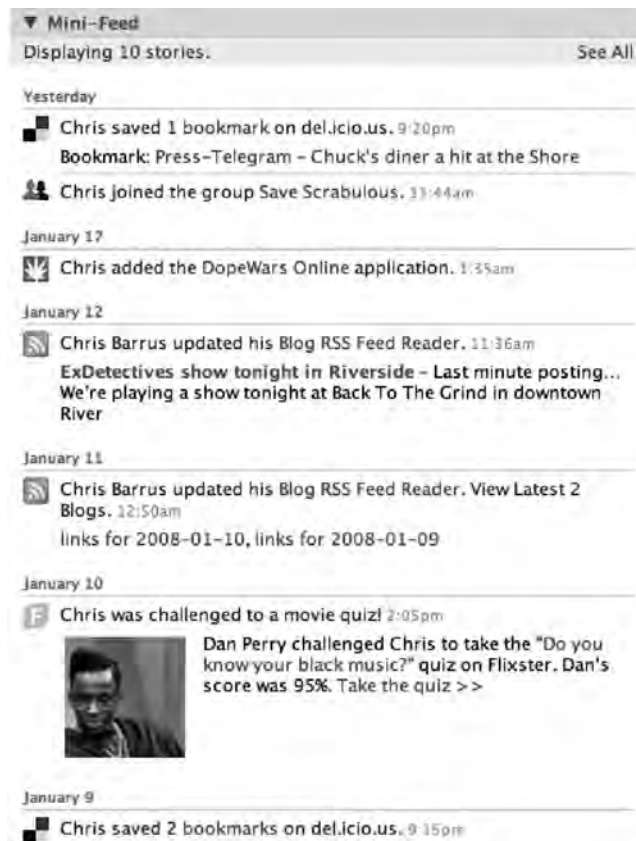 ▼ Mini-Feed
Displaying 10 stories. See All
Yesterday
Chris saved 1 bookmark on del.icio.us. 9:20pm
Bookmark: Press-Telegram - Chuck's diner a hit at the Shore
Chris joined the group Save Scrabulous. 11:44am
January 17
Chris added the DopeWars Online application. 1:35am
January 12
Chris Barrus updated his Blog RSS Feed Reader. 11:36am
ExDetectives show tonight in Riverside - Last minute posting...
We're playing a show tonight at Back To The Grind in downtown
River
January 11
Chris Barrus updated his Blog RSS Feed Reader. View Latest 2
Blogs. 12:50am
links for 2008-01-10, links for 2008-01-09
January 10
F Chris was challenged to a movie quiz! 2:05pm
Dan Perry challenged Chris to take the "Do you
know your black music?" quiz on Flixster. Dan's
score was 95%. Take the quiz >>
January 9
Chris saved 2 bookmarks on del.icio.us. 9:15pm